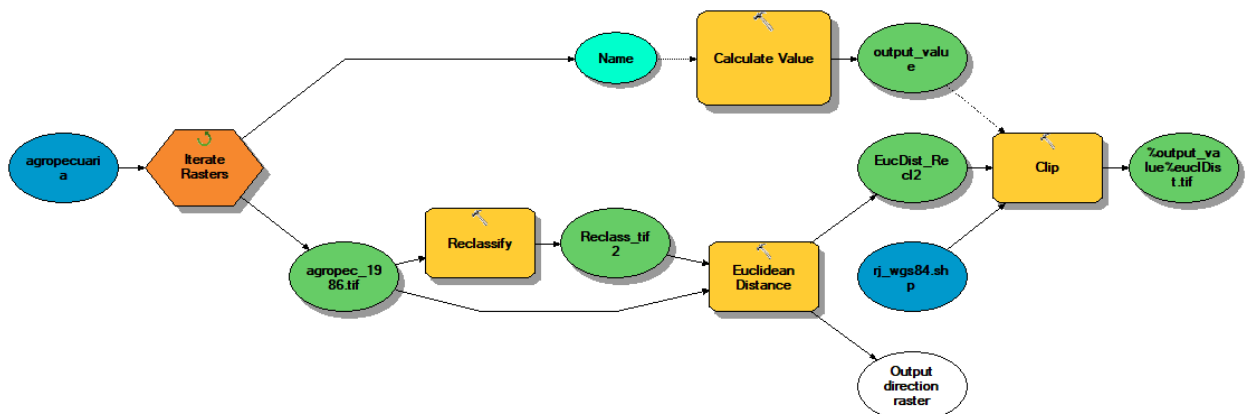 Name
Calculate Value
output_valu
e
agropecuari
a
Iterate
Rasters
EucDist_Re
cl2
Clip
%output_va
lue%euclDis
t.tif
agropec_19
86.tif
Reclassify
Reclass_tif
2
Euclidean
Distance
rj_wgs84.sh
p
Output
direction
raster